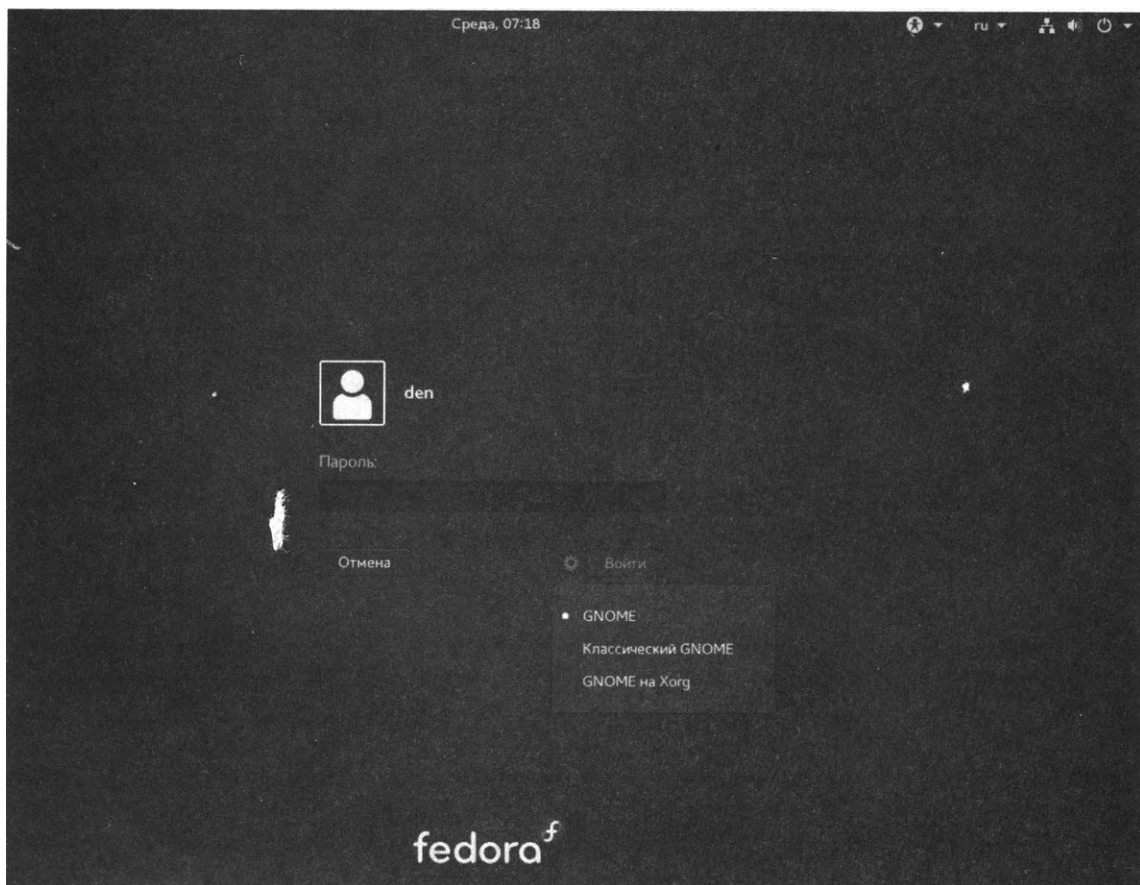 Среда, 07:18
ru
den
Пароль:
Отмена
Войти
GNOME
Классический GNOME
GNOME на Xorg
fedora